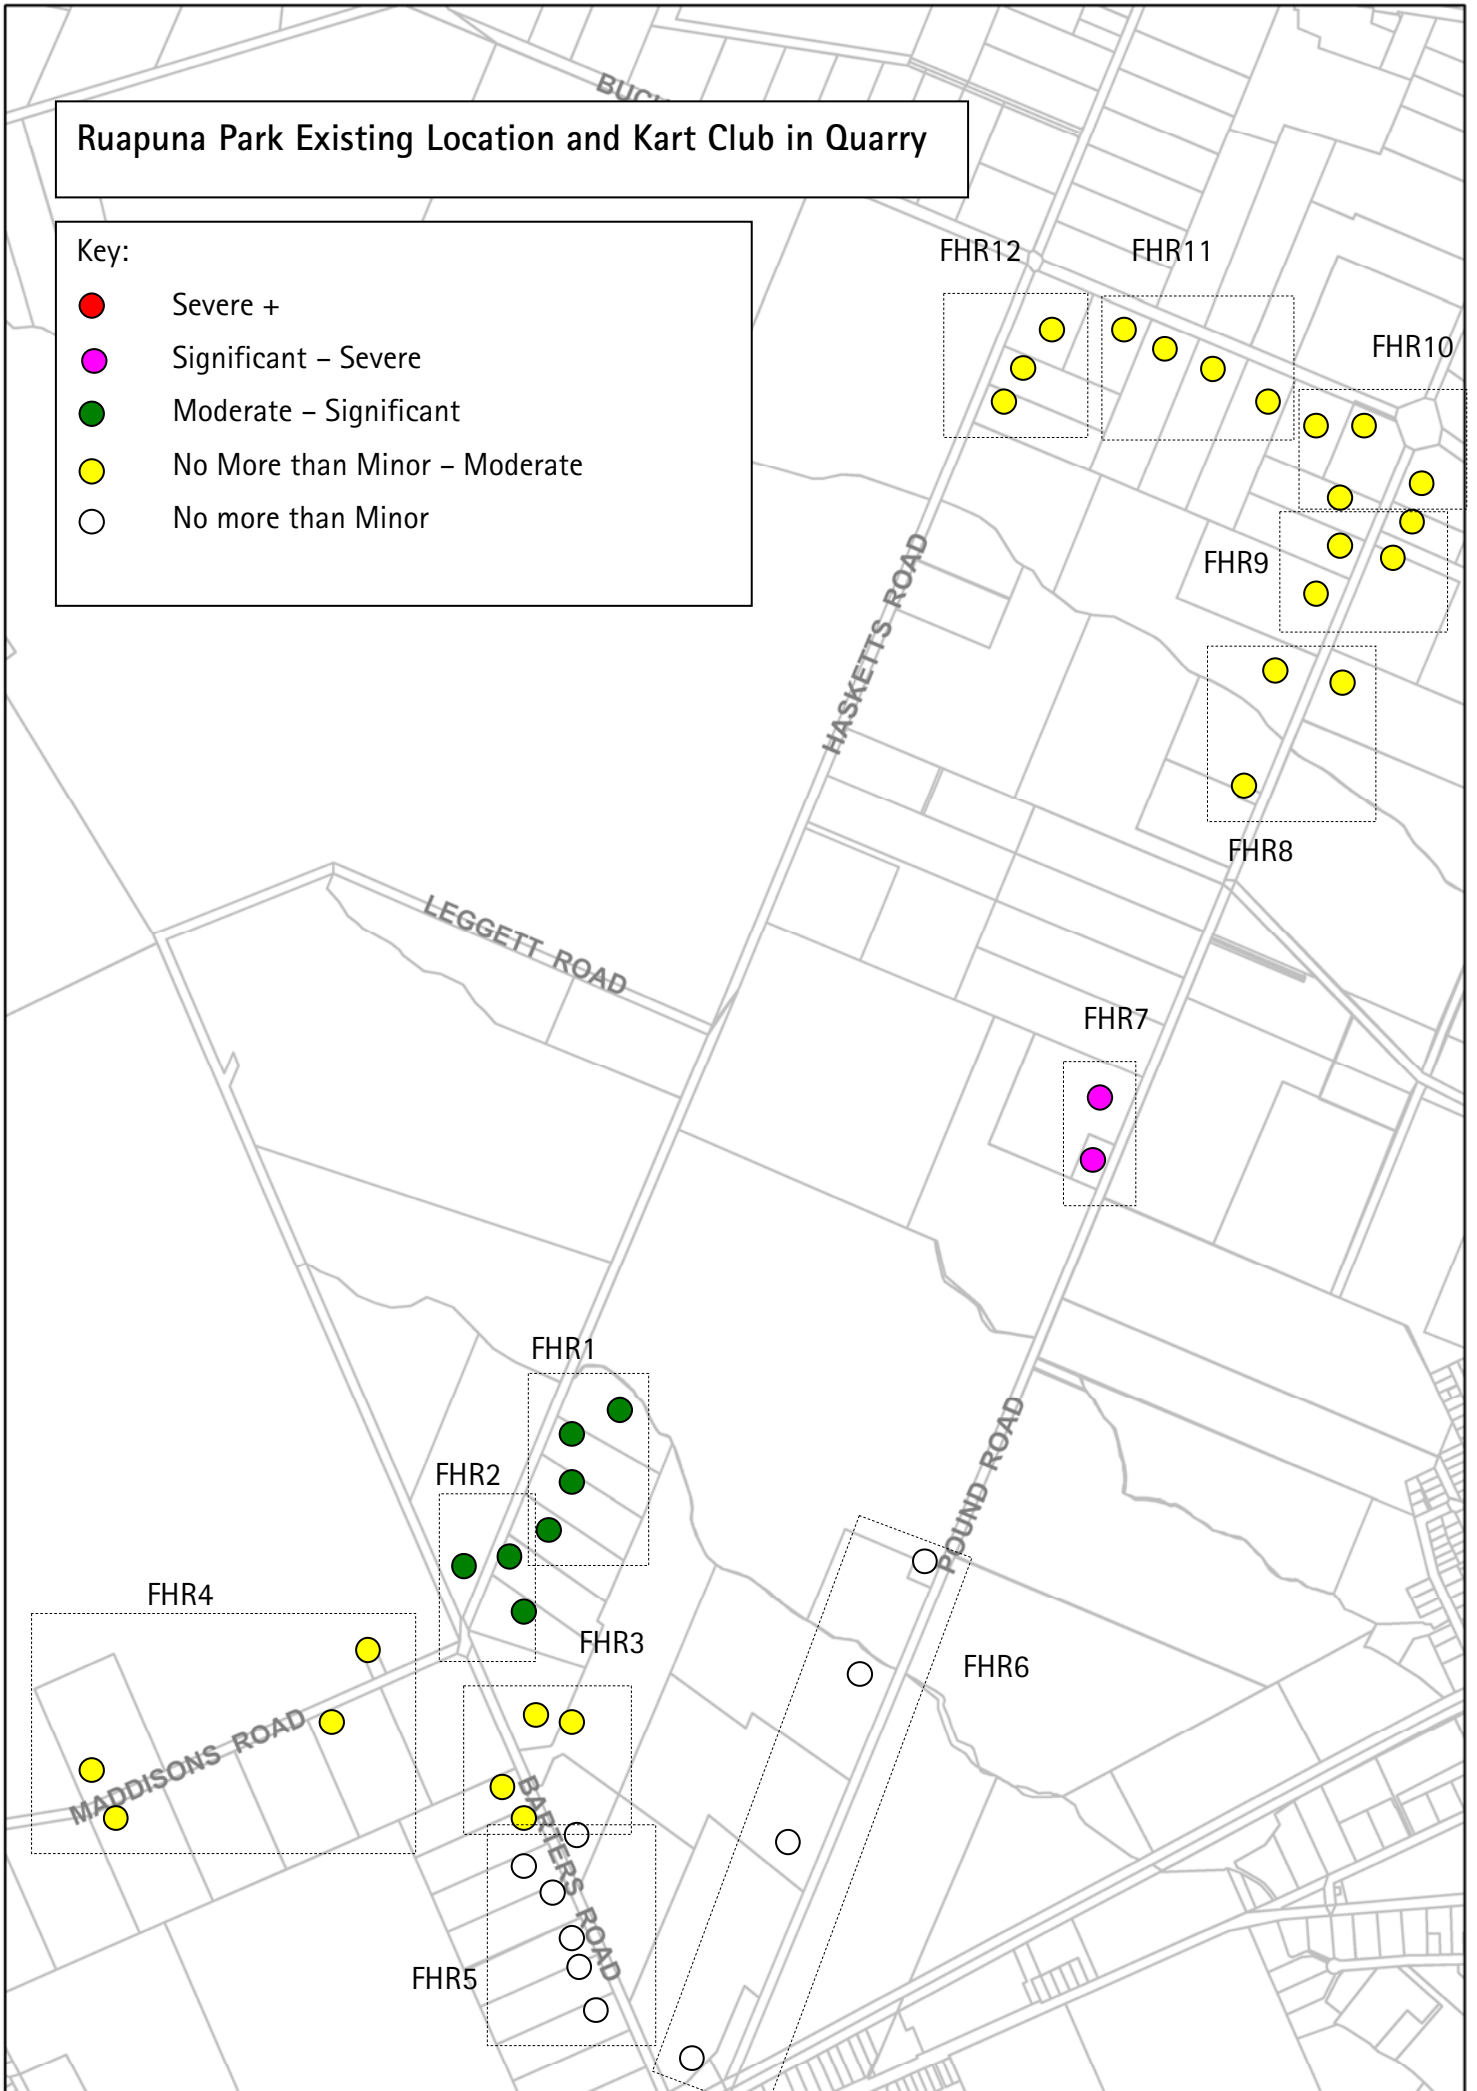 BUC
Ruapuna Park Existing Location and Kart Club in Quarry
Key:
Severe +
Significant – Severe
Moderate – Significant
No More than Minor – Moderate
No more than Minor
FHR12
FHR11
FHR10
FHR9
HASKETTS ROAD
FHR8
LEGGETT ROAD
FHR7
FHR1
POUND ROAD
FHR2
FHR4
FHR3
FHR6
MADDISONS ROAD
BARTERS ROAD
FHR5